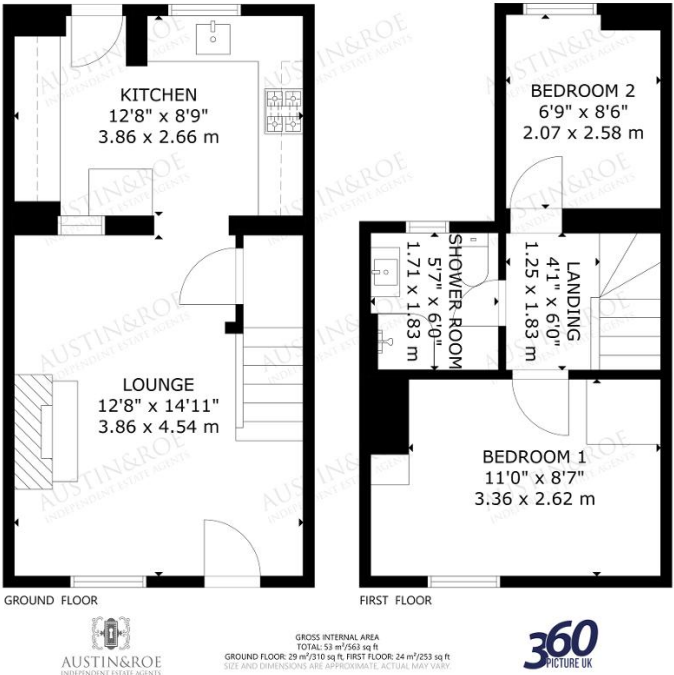 KITCHEN
12'8" x 8'9"
3.86 x 2.66 m
LOUNGE
12'8" x 14'11"
3.86 x 4.54 m
GROUND FLOOR
BEDROOM 2
6'9" x 8'6"
2.07 x 2.58 m
SHOWER ROOM
5'7" x 6'0"
1.71 x 1.83 m
LANDING
4'1" x 6'0"
1.25 x 1.83 m
BEDROOM 1
11'0" x 8'7"
3.36 x 2.62 m
FIRST FLOOR
AUSTIN&ROE
INDEPENDENT ESTATE AGENTS
GROSS INTERNAL AREA
TOTAL: 53 m²/563 sq ft
GROUND FLOOR: 29 m²/310 sq ft, FIRST FLOOR: 24 m²/253 sq ft
SIZE AND DIMENSIONS ARE APPROXIMATE, ACTUAL MAY VARY
360
PICTURE UK